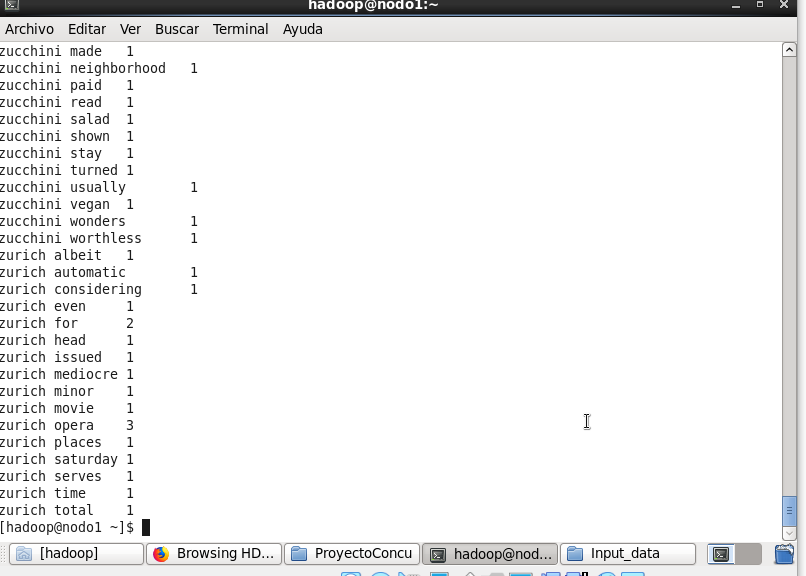 hadoop@nodo1:~
Archivo Editar Ver Buscar Terminal Ayuda
zucchini made 1
zucchini neighborhood 1
zucchini paid 1
zucchini read 1
zucchini salad 1
zucchini shown 1
zucchini stay 1
zucchini turned 1
zucchini usually 1
zucchini vegan 1
zucchini wonders 1
zucchini worthless 1
zurich albeit 1
zurich automatic 1
zurich considering 1
zurich even 1
zurich for 2
zurich head 1
zurich issued 1
zurich mediocre 1
zurich minor 1
zurich movie 1
zurich opera 3
zurich places 1
zurich saturday 1
zurich serves 1
zurich time 1
zurich total 1
[hadoop@nodo1 ~]$
[hadoop] Browsing HD... ProyectoConcu hadoop@nod... Input_data